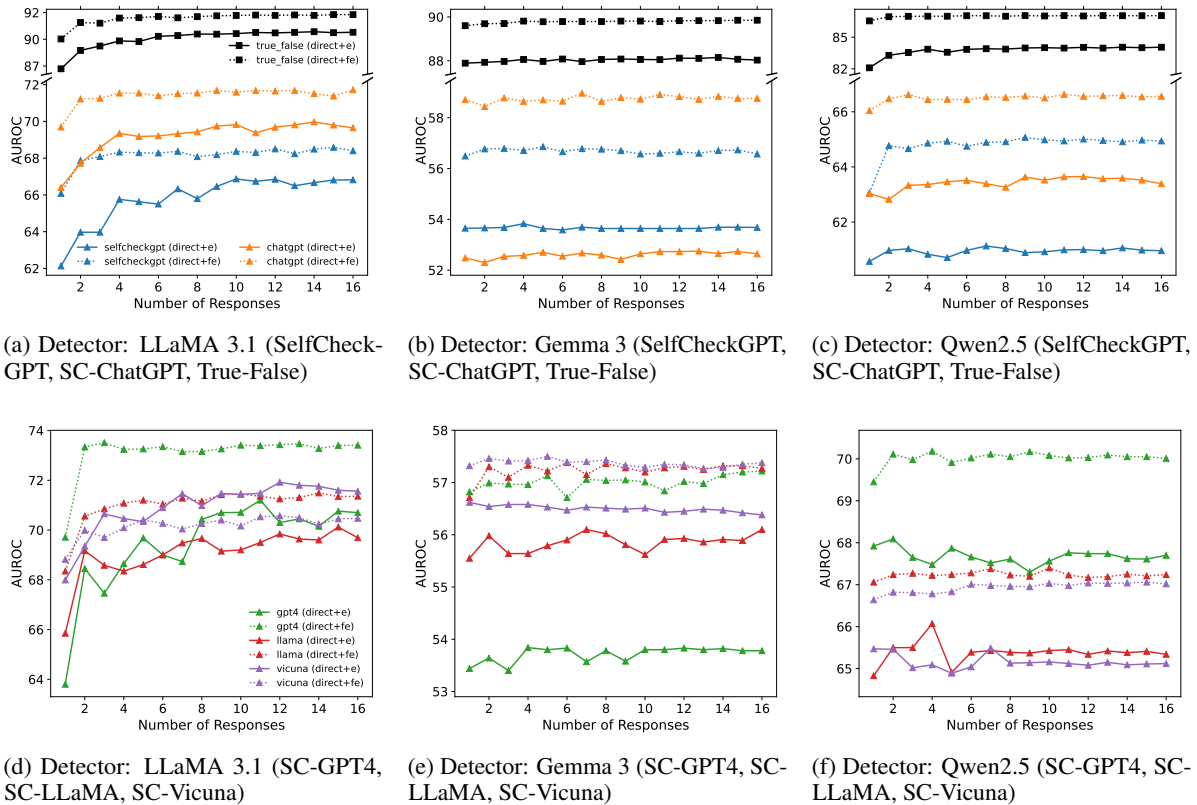 92
90
87
72
70
68
66
64
62
AUROC
true_false (direct+e)
true_false (direct+fe)
selfcheckgpt (direct+e)
selfcheckgpt (direct+fe)
chatgpt (direct+e)
chatgpt (direct+fe)
2 4 6 8 10 12 14 16
Number of Responses
90
88
58
56
54
52
AUROC
2 4 6 8 10 12 14 16
Number of Responses
85
82
66
64
62
AUROC
2 4 6 8 10 12 14 16
Number of Responses
(a) Detector: LLaMA 3.1 (SelfCheck-
GPT, SC-ChatGPT, True-False)
(b) Detector: Gemma 3 (SelfCheckGPT,
SC-ChatGPT, True-False)
(c) Detector: Qwen2.5 (SelfCheckGPT,
SC-ChatGPT, True-False)
74
72
70
68
66
64
AUROC
gpt4 (direct+e)
gpt4 (direct+fe)
llama (direct+e)
llama (direct+fe)
vicuna (direct+e)
vicuna (direct+fe)
2 4 6 8 10 12 14 16
Number of Responses
58
57
56
55
54
53
AUROC
2 4 6 8 10 12 14 16
Number of Responses
70
69
68
67
66
65
AUROC
2 4 6 8 10 12 14 16
Number of Responses
(d) Detector: LLaMA 3.1 (SC-GPT4,
SC-LLaMA, SC-Vicuna)
(e) Detector: Gemma 3 (SC-GPT4, SC-
LLaMA, SC-Vicuna)
(f) Detector: Qwen2.5 (SC-GPT4, SC-
LLaMA, SC-Vicuna)